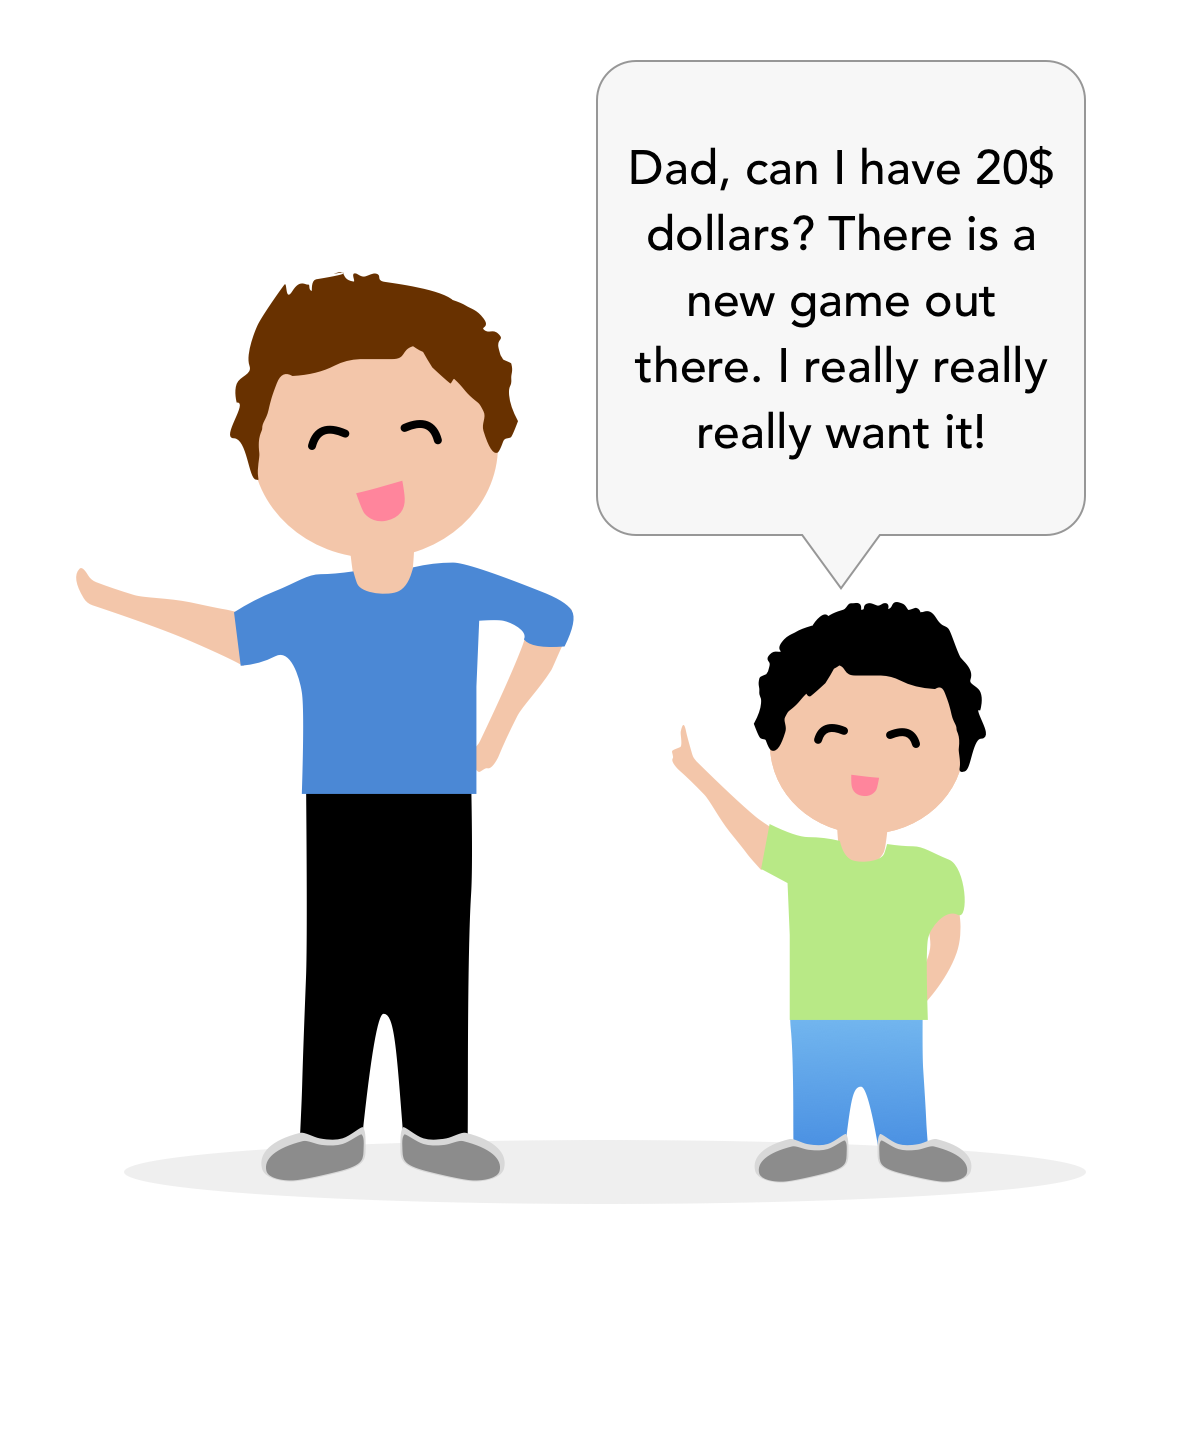 Dad, can I have 20$
dollars? There is a
new game out
there. I really really
really want it!